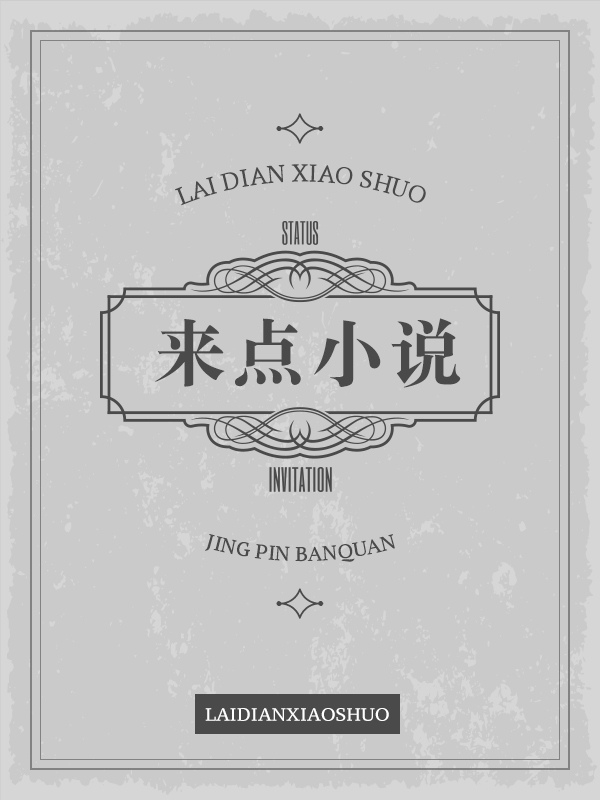 LAI DIAN XIAO SHUO
STATUS
来点小说
INVITATION
JING PIN BANQUAN
LAIDIANXIAOSHUO